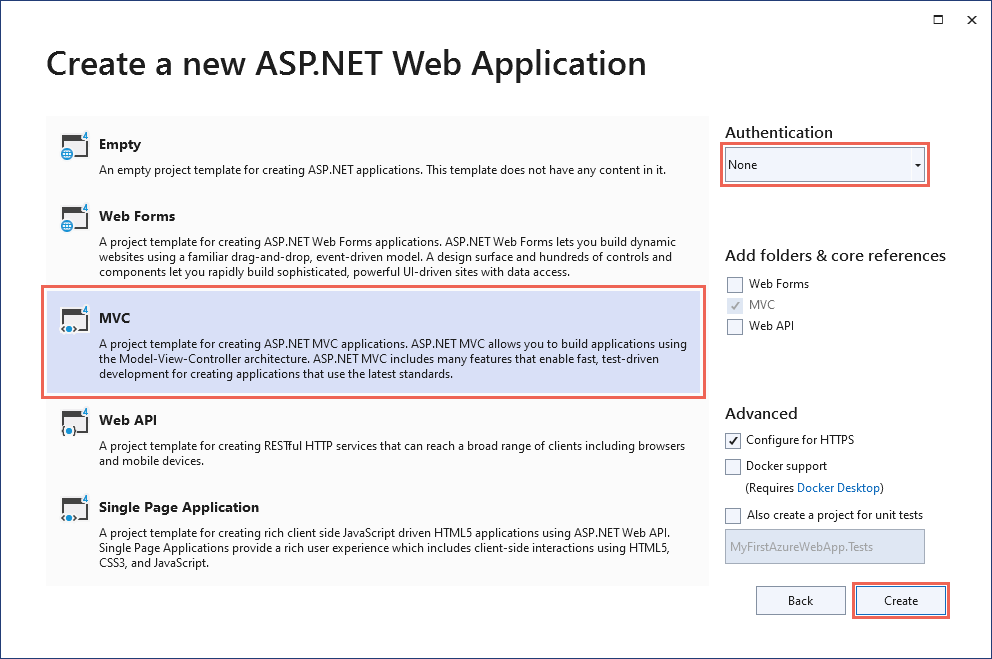 Create a new ASP.NET Web Application
4
Empty
An empty project template for creating ASP.NET applications. This template does not have any content in it.
4
Web Forms
A project template for creating ASP.NET Web Forms applications. ASP.NET Web Forms lets you build dynamic
websites using a familiar drag-and-drop, event-driven model. A design surface and hundreds of controls and
components let you rapidly build sophisticated, powerful UI-driven sites with data access.
4
MVC
A project template for creating ASP.NET MVC applications. ASP.NET MVC allows you to build applications using
the Model-View-Controller architecture. ASP.NET MVC includes many features that enable fast, test-driven
development for creating applications that use the latest standards.
4
Web API
A project template for creating RESTful HTTP services that can reach a broad range of clients including browsers
and mobile devices.
4
Single Page Application
A project template for creating rich client side JavaScript driven HTML5 applications using ASP.NET Web API.
Single Page Applications provide a rich user experience which includes client-side interactions using HTML5,
CSS3, and JavaScript.
Authentication
None
Add folders & core references
Web Forms
MVC
Web API
Advanced
Configure for HTTPS
Docker support
(Requires Docker Desktop)
Also create a project for unit tests
MyFirstAzureWebApp.Tests
Back
Create